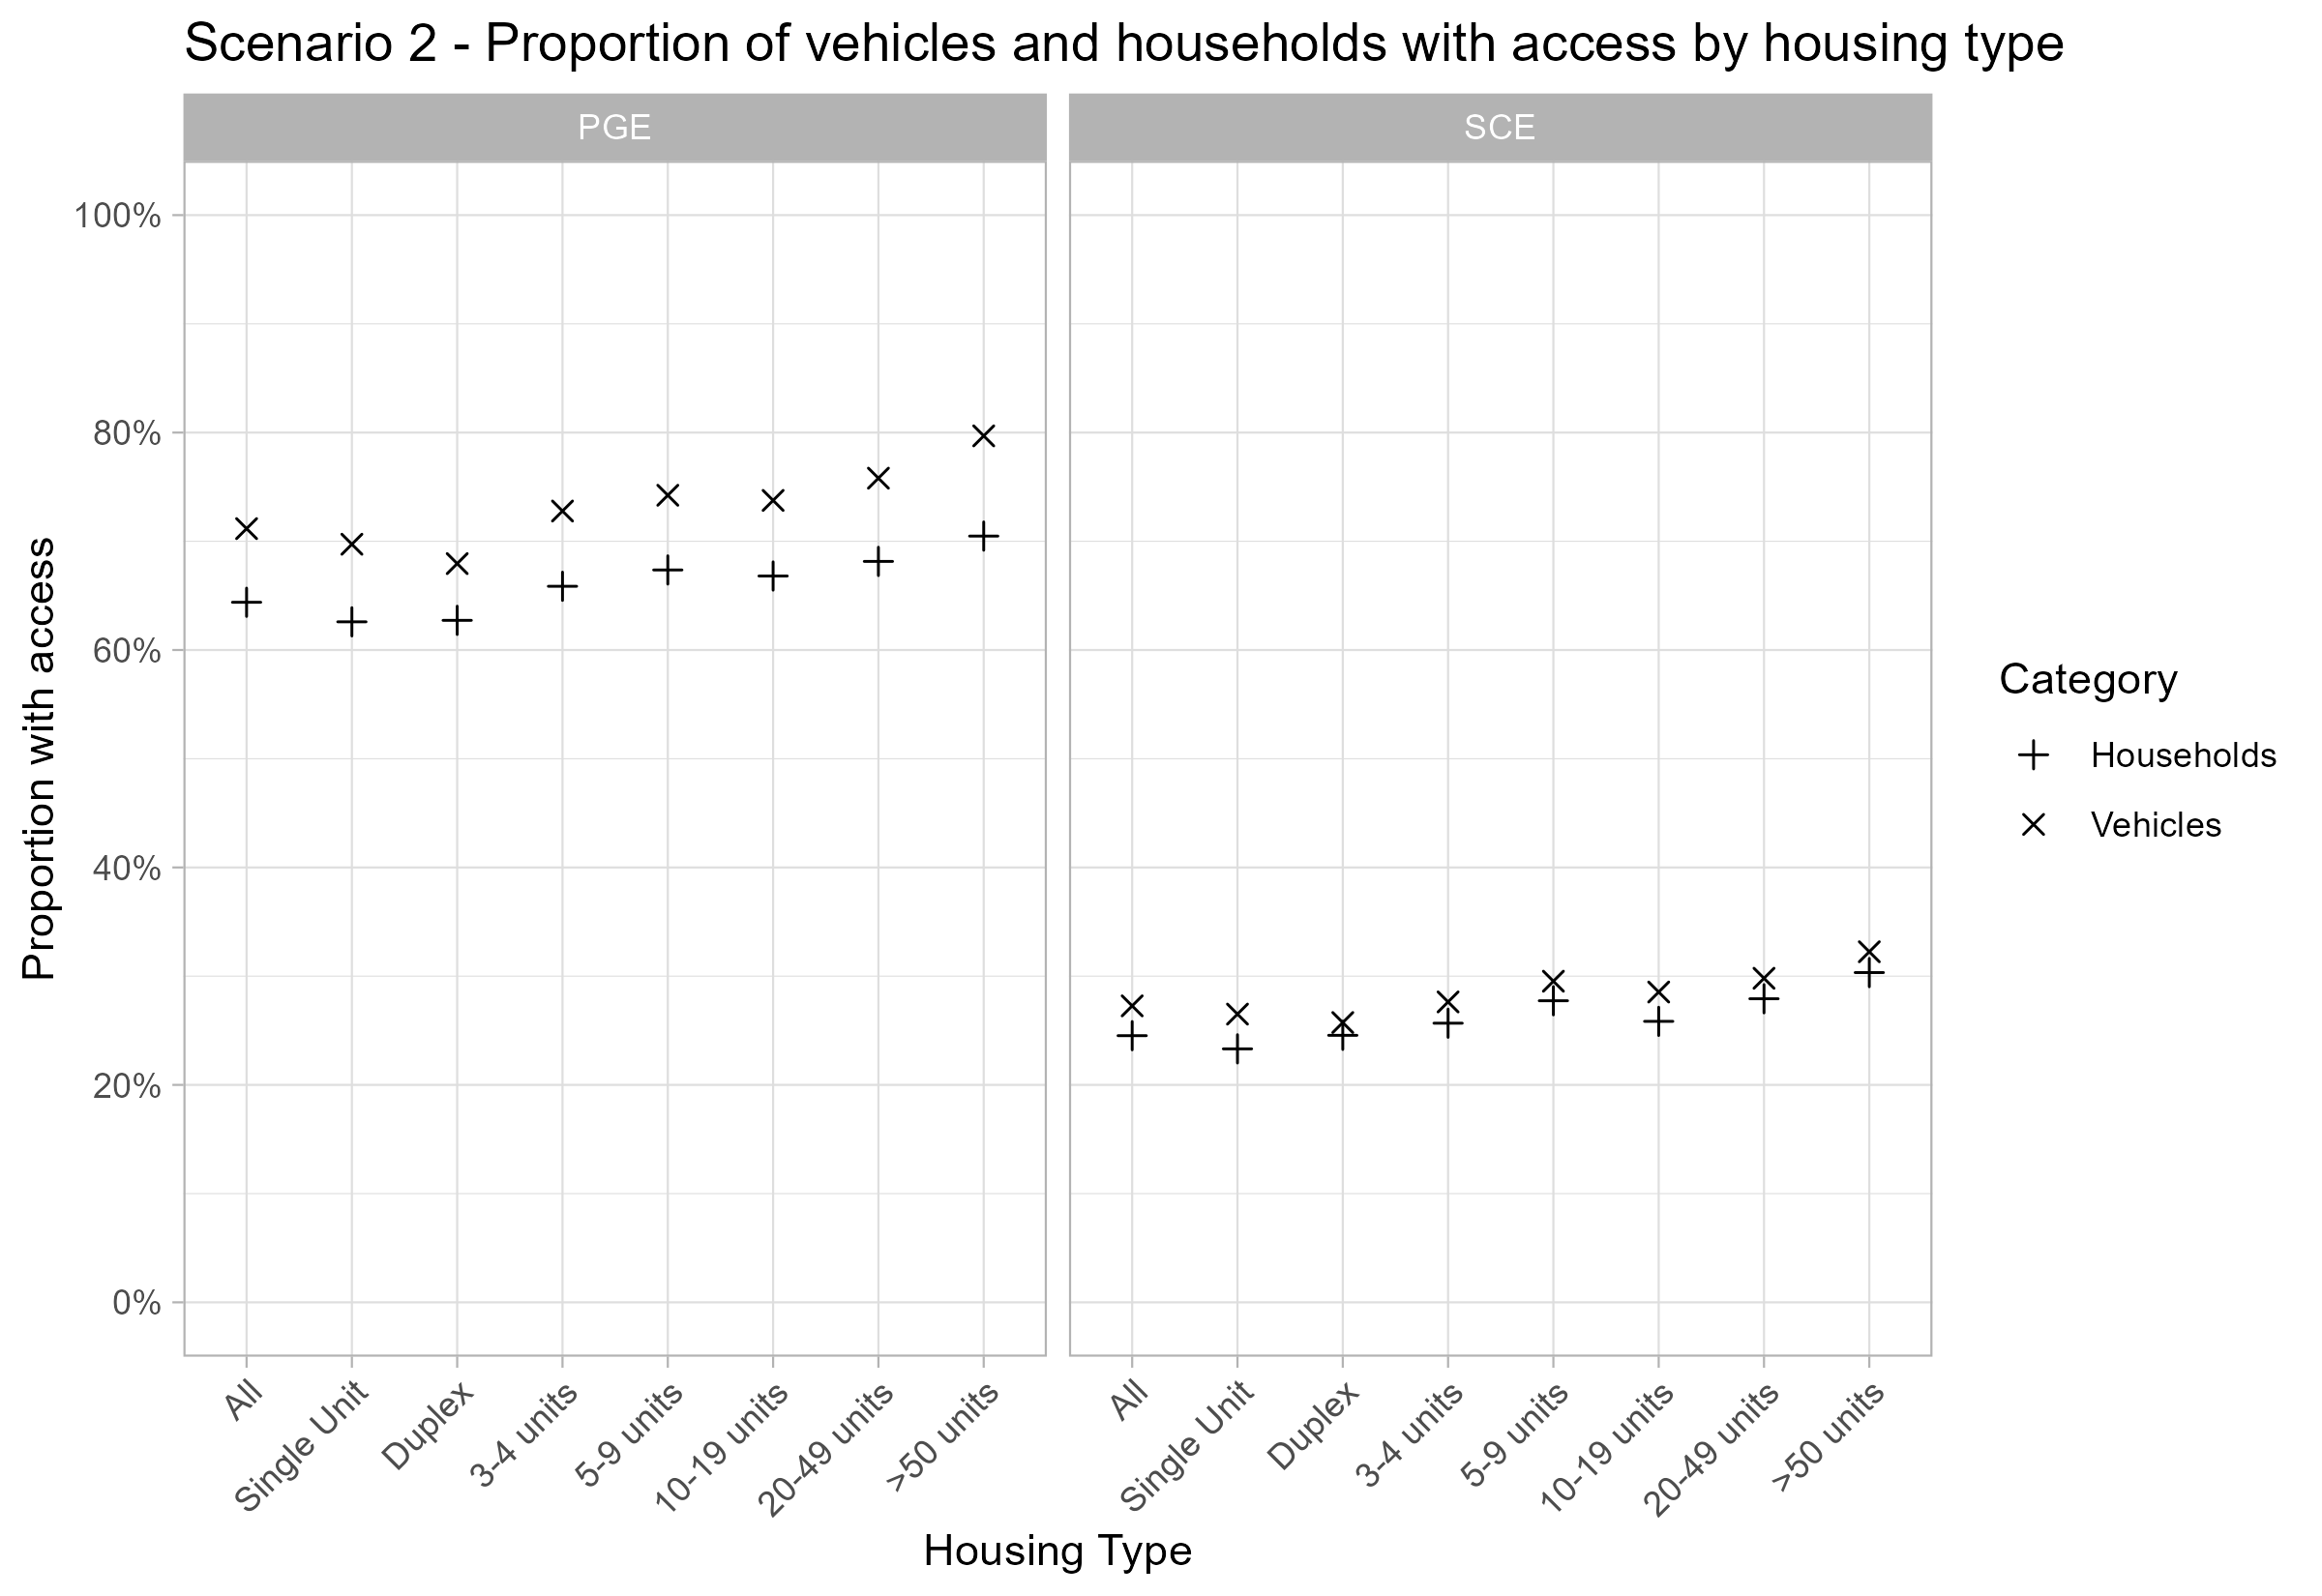 Scenario 2 - Proportion of vehicles and households with access by housing type
PGE
SCE
Proportion with access
100%
80%
60%
40%
20%
0%
All
Single Unit
Duplex
3-4 units
5-9 units
10-19 units
20-49 units
>50 units
All
Single Unit
Duplex
3-4 units
5-9 units
10-19 units
20-49 units
>50 units
Housing Type
Category
Households
Vehicles